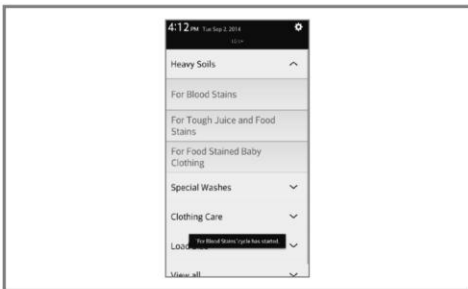 4:12 PM Tue Sep 2, 2014
Heavy Soils
For Blood Stains
For Tough Juice and Food
Stains
For Food Stained Baby
Clothing
Special Washes
Clothing Care
'For Blood Stains' cycle has started.
View all